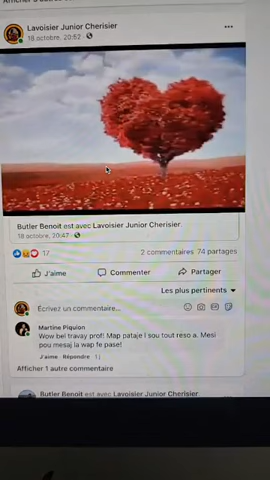 Lavoisier Junior Cherisier
18 octobre, 20:52 ·
Butler Benoit est avec Lavoisier Junior Cherisier.
18 octobre, 20:47 ·
17
2 commentaires 74 partages
J'aime
Commenter
Partager
Les plus pertinents
Écrivez un commentaire...
GIF
Martine Piquion
Wow bel travay prof! Map pataje l sou tout reso a. Mesi
pou mesaj la wap fe pase!
J'aime · Répondre · 1 j
Afficher 1 autre commentaire
Butler Benoit est avec Lavoisier Junior Cherisier.